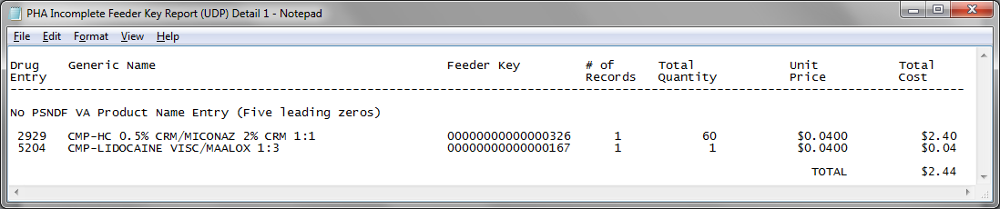 PHA Incomplete Feeder Key Report (UDP) Detail 1 - Notepad
File Edit Format View Help
Drug Generic Name Feeder Key # of Total Unit Total
Entry Records Quantity Price Cost
-----------------------------------------------------------------------------------------------------------------------------------
No PSNDF VA Product Name Entry (Five leading zeros)
2929 CMP-HC 0.5% CRM/MICONAZ 2% CRM 1:1 00000000000000326 1 60 $0.0400 $2.40
5204 CMP-LIDOCAINE VISC/MAALOX 1:3 00000000000000167 1 1 $0.0400 $0.04
TOTAL $2.44